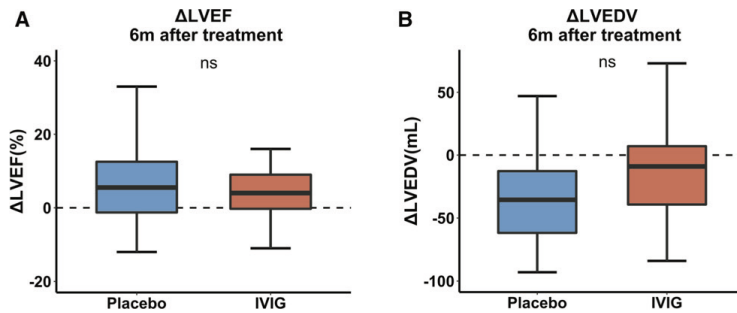 A
ΔLVEF
6m after treatment
ns
40
20
0
-20
ΔLVEF(%)
Placebo
IVIG
B
ΔLVEDV
6m after treatment
ns
50
0
-50
-100
ΔLVEDV(mL)
Placebo
IVIG